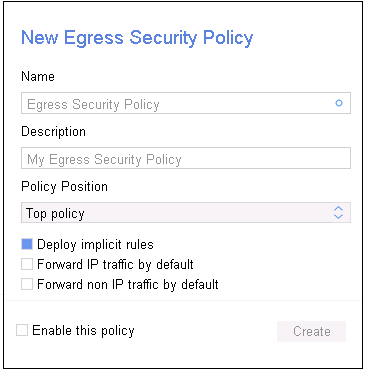 New Egress Security Policy
Name
Egress Security Policy
Description
My Egress Security Policy
Policy Position
Top policy
Deploy implicit rules
Forward IP traffic by default
Forward non IP traffic by default
Enable this policy
Create